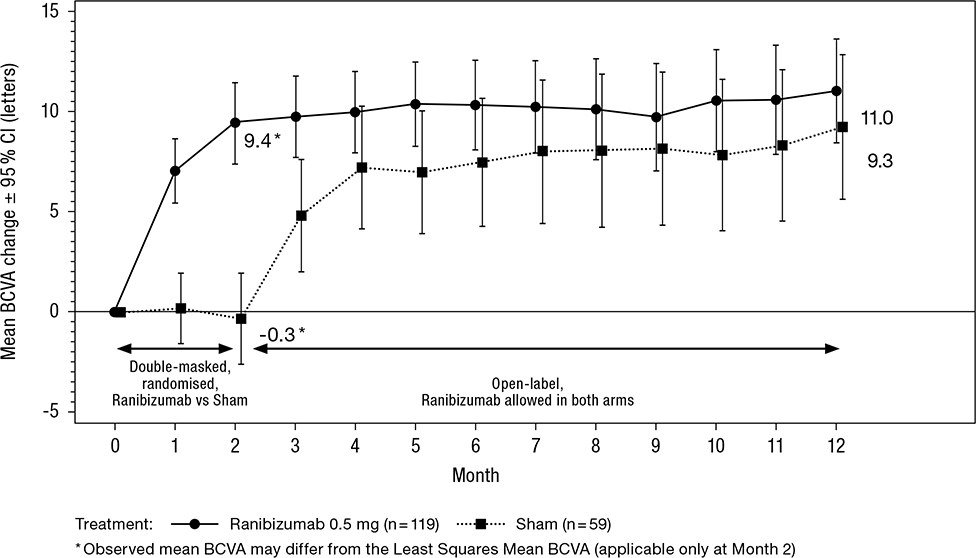 Mean BCVA change ± 95 % CI (letters)
15
10
5
0
-5
9.4*
-0.3*
11.0
9.3
Double-masked,
randomised,
Ranibizumab vs Sham
Open-label,
Ranibizumab allowed in both arms
0 1 2 3 4 5 6 7 8 9 10 11 12
Month
Treatment: Ranibizumab 0.5 mg (n=119) Sham (n=59)
*Observed mean BCVA may differ from the Least Squares Mean BCVA (applicable only at Month 2)